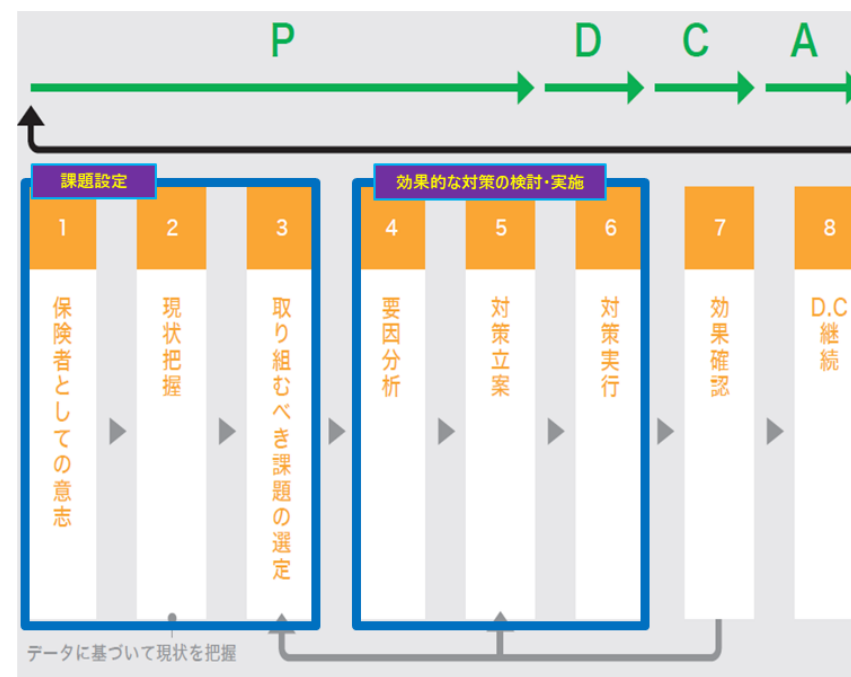 P
D
C
A
課題設定
効果的な対策の検討・実施
1
2
3
4
5
6
7
8
保険者としての意志
現状把握
取り組むべき課題の選定
要因分析
対策立案
対策実行
効果確認
D.C
継続
データに基づいて現状を把握